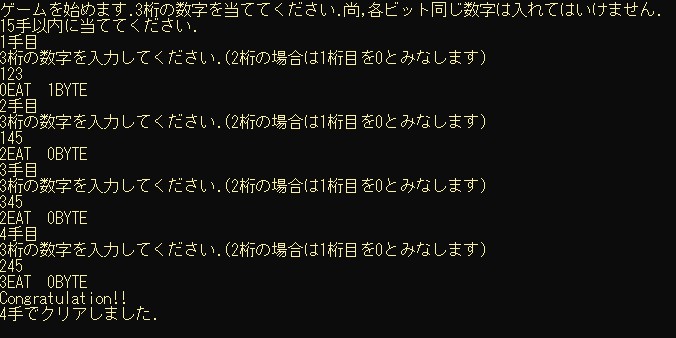 ゲームを始めます.3桁の数字を当ててください.尚,各ビット同じ数字は入れてはいけません.
15手以内に当ててください.
1手目
3桁の数字を入力してください.(2桁の場合は1桁目を0とみなします)
123
0EAT 1BYTE
2手目
3桁の数字を入力してください.(2桁の場合は1桁目を0とみなします)
145
2EAT 0BYTE
3手目
3桁の数字を入力してください.(2桁の場合は1桁目を0とみなします)
345
2EAT 0BYTE
4手目
3桁の数字を入力してください.(2桁の場合は1桁目を0とみなします)
245
3EAT 0BYTE
Congratulation!!
4手でクリアしました.